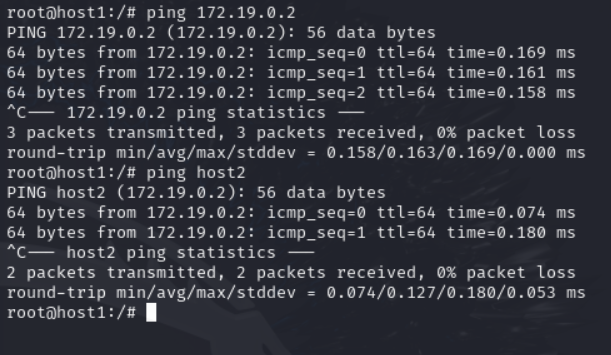 root@host1:/# ping 172.19.0.2
PING 172.19.0.2 (172.19.0.2): 56 data bytes
64 bytes from 172.19.0.2: icmp_seq=0 ttl=64 time=0.169 ms
64 bytes from 172.19.0.2: icmp_seq=1 ttl=64 time=0.161 ms
64 bytes from 172.19.0.2: icmp_seq=2 ttl=64 time=0.158 ms
^C--- 172.19.0.2 ping statistics ---
3 packets transmitted, 3 packets received, 0% packet loss
round-trip min/avg/max/stddev = 0.158/0.163/0.169/0.000 ms
root@host1:/# ping host2
PING host2 (172.19.0.2): 56 data bytes
64 bytes from 172.19.0.2: icmp_seq=0 ttl=64 time=0.074 ms
64 bytes from 172.19.0.2: icmp_seq=1 ttl=64 time=0.180 ms
^C--- host2 ping statistics ---
2 packets transmitted, 2 packets received, 0% packet loss
round-trip min/avg/max/stddev = 0.074/0.127/0.180/0.053 ms
root@host1:/#